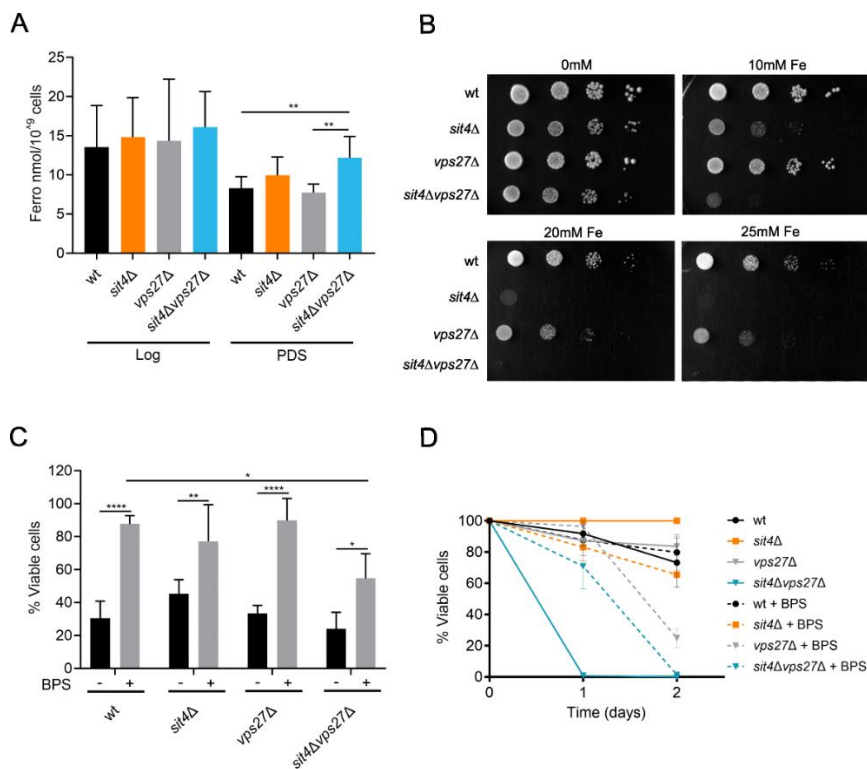 A
Ferro nmol/10^9 cells
25
20
15
10
5
0
**
**
wt
sit4Δ
vps27Δ
sit4Δvps27Δ
wt
sit4Δ
vps27Δ
sit4Δvps27Δ
Log
PDS
B
0mM
10mM Fe
wt
sit4Δ
vps27Δ
sit4Δvps27Δ
20mM Fe
25mM Fe
wt
sit4Δ
vps27Δ
sit4Δvps27Δ
C
% Viable cells
120
100
80
60
40
20
0
*
****
**
****
*
BPS - + - + - + - +
wt
sit4Δ
vps27Δ
sit4Δvps27Δ
D
% Viable cells
100
80
60
40
20
0
0 1 2
Time (days)
wt
sit4Δ
vps27Δ
sit4Δvps27Δ
wt + BPS
sit4Δ + BPS
vps27Δ + BPS
sit4Δvps27Δ + BPS